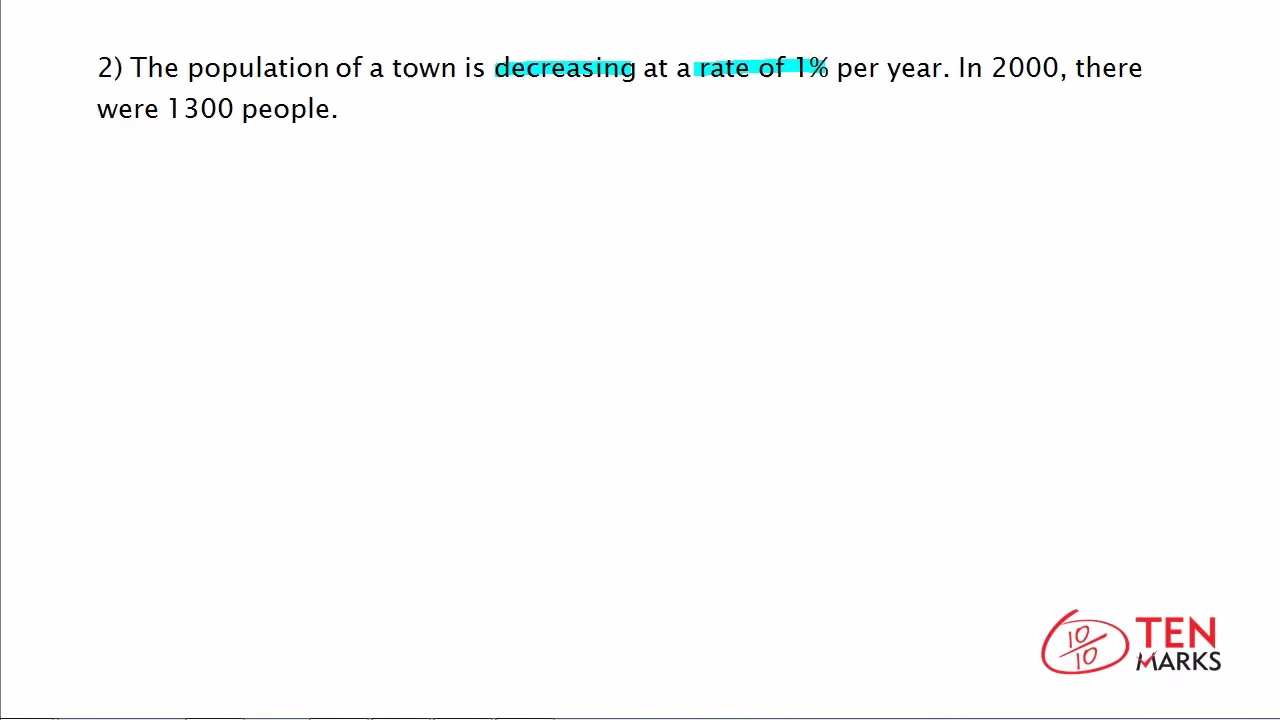 2) The population of a town is decreasing at a rate of 1% per year. In 2000, there
were 1300 people.
10
10
TEN
MARKS